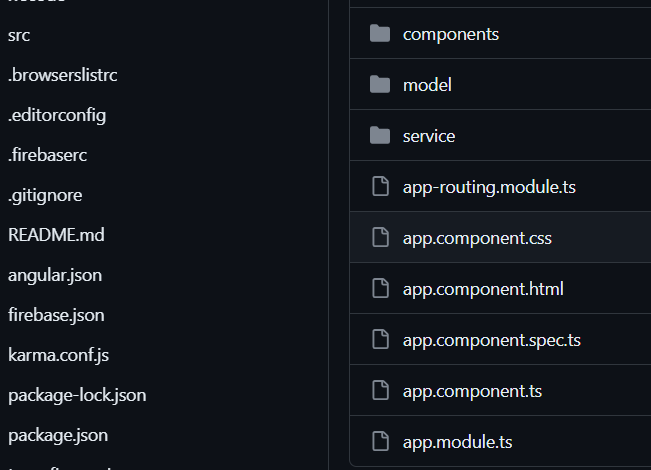 src
.browserslistrc
.editorconfig
.firebaserc
.gitignore
README.md
angular.json
firebase.json
karma.conf.js
package-lock.json
package.json
components
model
service
app-routing.module.ts
app.component.css
app.component.html
app.component.spec.ts
app.component.ts
app.module.ts